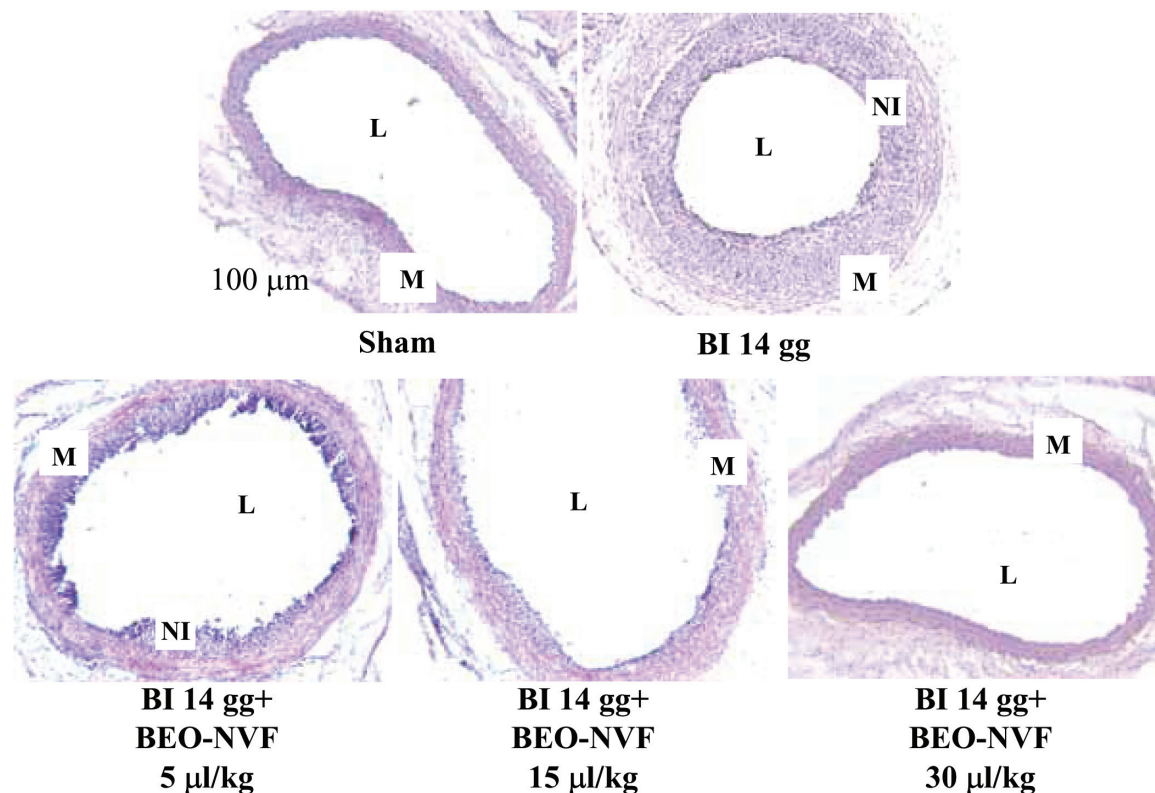 L
NI
L
100 μm
M
M
Sham
BI 14 gg
M
L
NI
M
L
M
L
BI 14 gg+
BEO-NVF
5 μl/kg
BI 14 gg+
BEO-NVF
15 μl/kg
BI 14 gg+
BEO-NVF
30 μl/kg